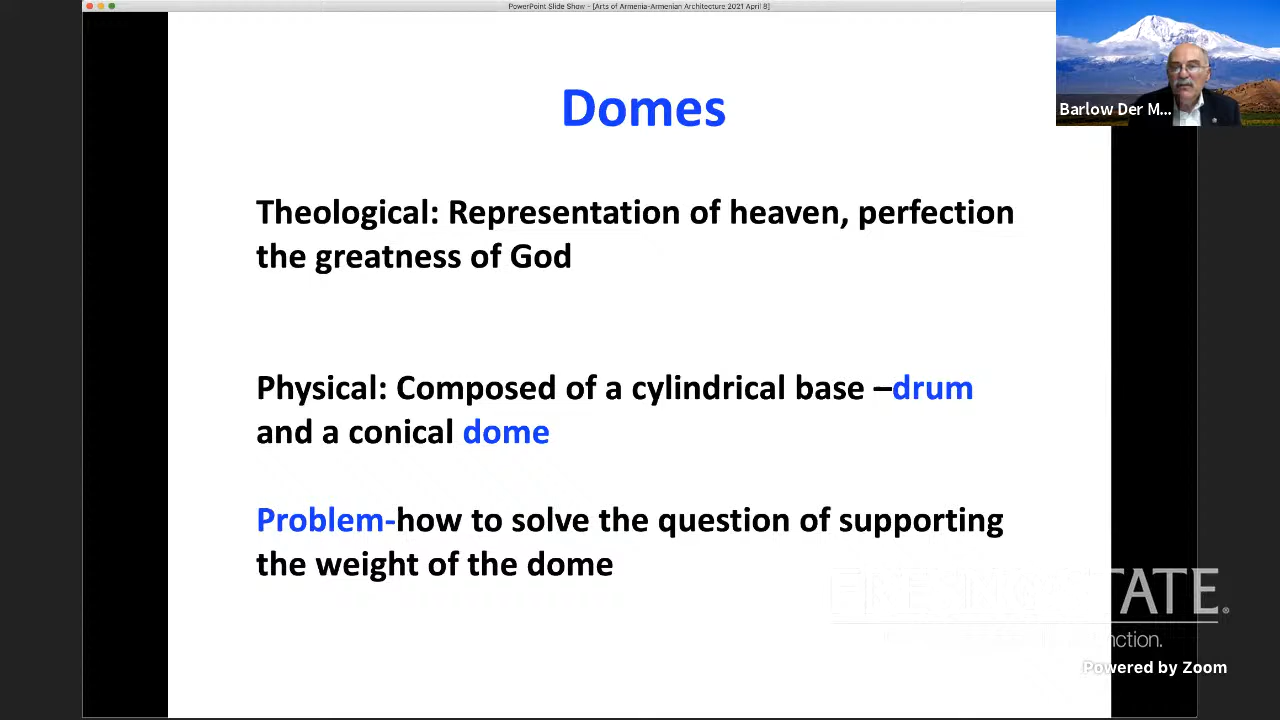 PowerPoint Slide Show - [Arts of Armenia-Armenian Architecture 2021 April 8]
Barlow Der M...
Domes
Theological: Representation of heaven, perfection
the greatness of God
Physical: Composed of a cylindrical base –drum
and a conical dome
Problem-how to solve the question of supporting
the weight of the dome
FRESNO STATE.®
Powered by Zoom